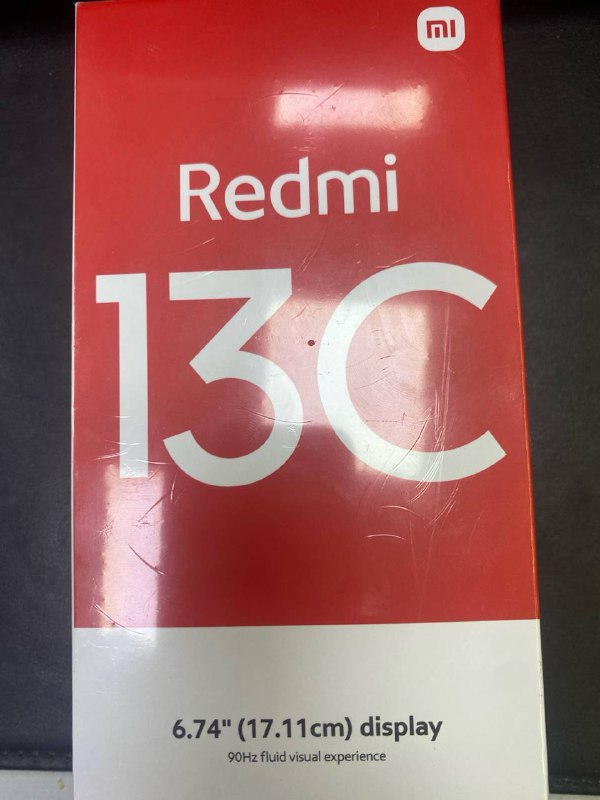 mi
Redmi
13C
6.74" (17.11cm) display
90Hz fluid visual experience